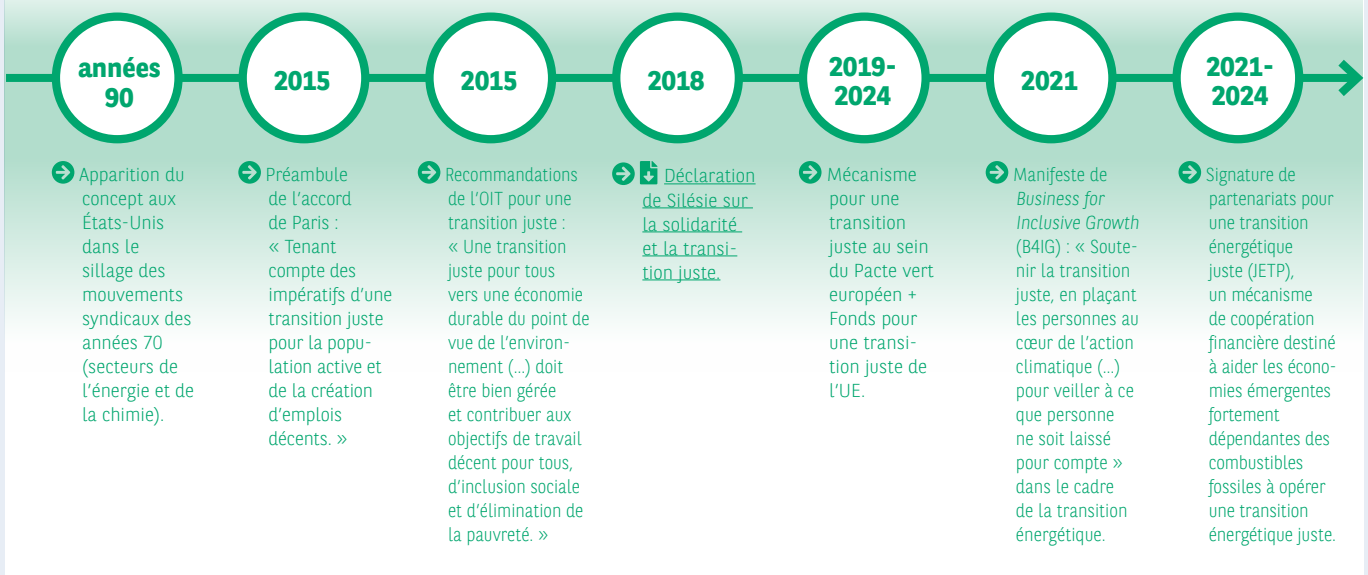 années
90
Apparition du
concept aux
États-Unis
dans le
sillage des
mouvements
syndicaux des
années 70
(secteurs de
l'énergie et de
la chimie).
2015
Préambule
de l'accord
de Paris :
« Tenant
compte des
impératifs d'une
transition juste
pour la popu-
lation active et
de la création
d'emplois
décents. »
2015
Recommandations
de l'OIT pour une
transition juste :
« Une transition
juste pour tous
vers une économie
durable du point de
vue de l'environ-
nement (...) doit
être bien gérée
et contribuer aux
objectifs de travail
décent pour tous,
d'inclusion sociale
et d'élimination de
la pauvreté. »
2018
Déclaration
de Silésie sur
la solidarité
et la transi-
tion juste.
2019-
2024
Mécanisme
pour une
transition
juste au sein
du Pacte vert
européen +
Fonds pour
une transi-
tion juste de
l'UE.
2021
Manifeste de
Business for
Inclusive Growth
(B4IG) : « Soute-
nir la transition
juste, en plaçant
les personnes au
cœur de l'action
climatique (...)
pour veiller à ce
que personne
ne soit laissé
pour compte »
dans le cadre
de la transition
énergétique.
2021-
2024
Signature de
partenariats pour
une transition
énergétique
juste (JETP),
un mécanisme
de coopération
financière destiné
à aider les écono-
mies émergentes
fortement
dépendantes des
combustibles
fossiles à opérer
une transition
énergétique juste.